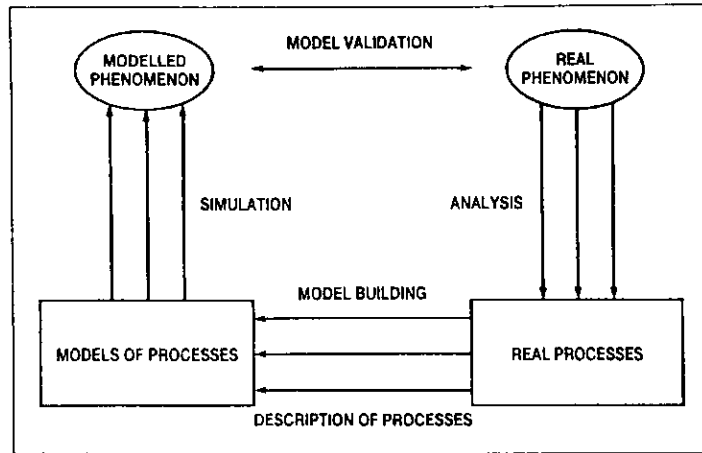 MODEL VALIDATION
MODELLED
PHENOMENON
REAL
PHENOMENON
SIMULATION
ANALYSIS
MODEL BUILDING
MODELS OF PROCESSES
REAL PROCESSES
DESCRIPTION OF PROCESSES